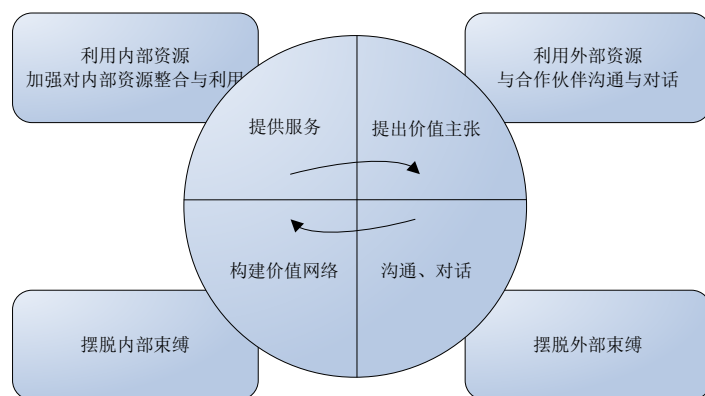 利用内部资源
加强对内部资源整合与利用
利用外部资源
与合作伙伴沟通与对话
提供服务
提出价值主张
构建价值网络
沟通、对话
摆脱内部束缚
摆脱外部束缚